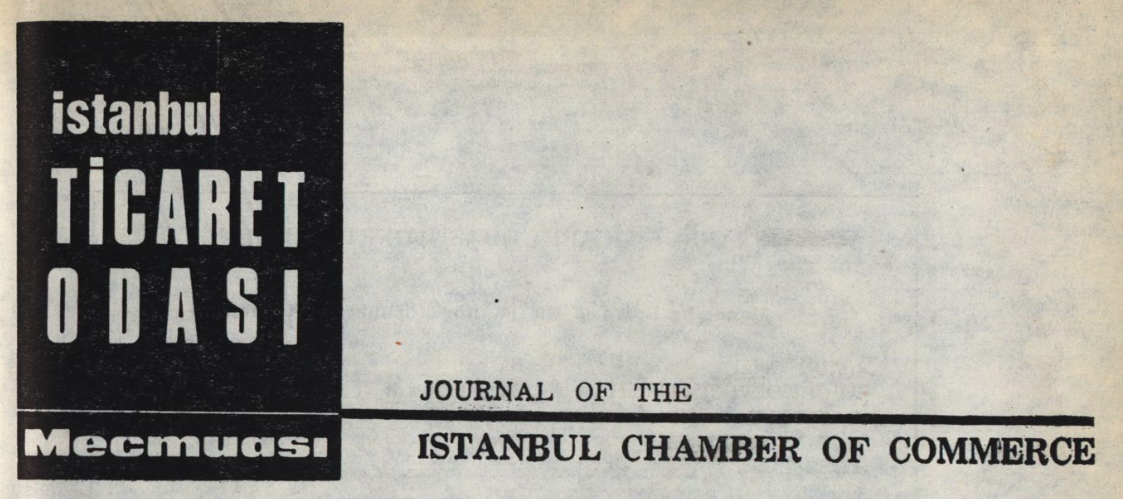 istanbul
TİCARET
ODASI
Mecmuası
JOURNAL OF THE
ISTANBUL CHAMBER OF COMMERCE